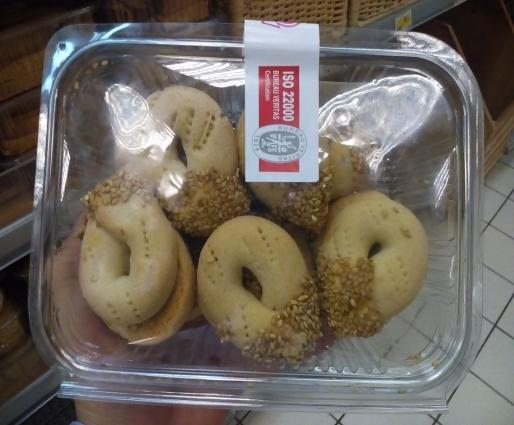 ISO 22000
BUREAU VERITAS
Certification